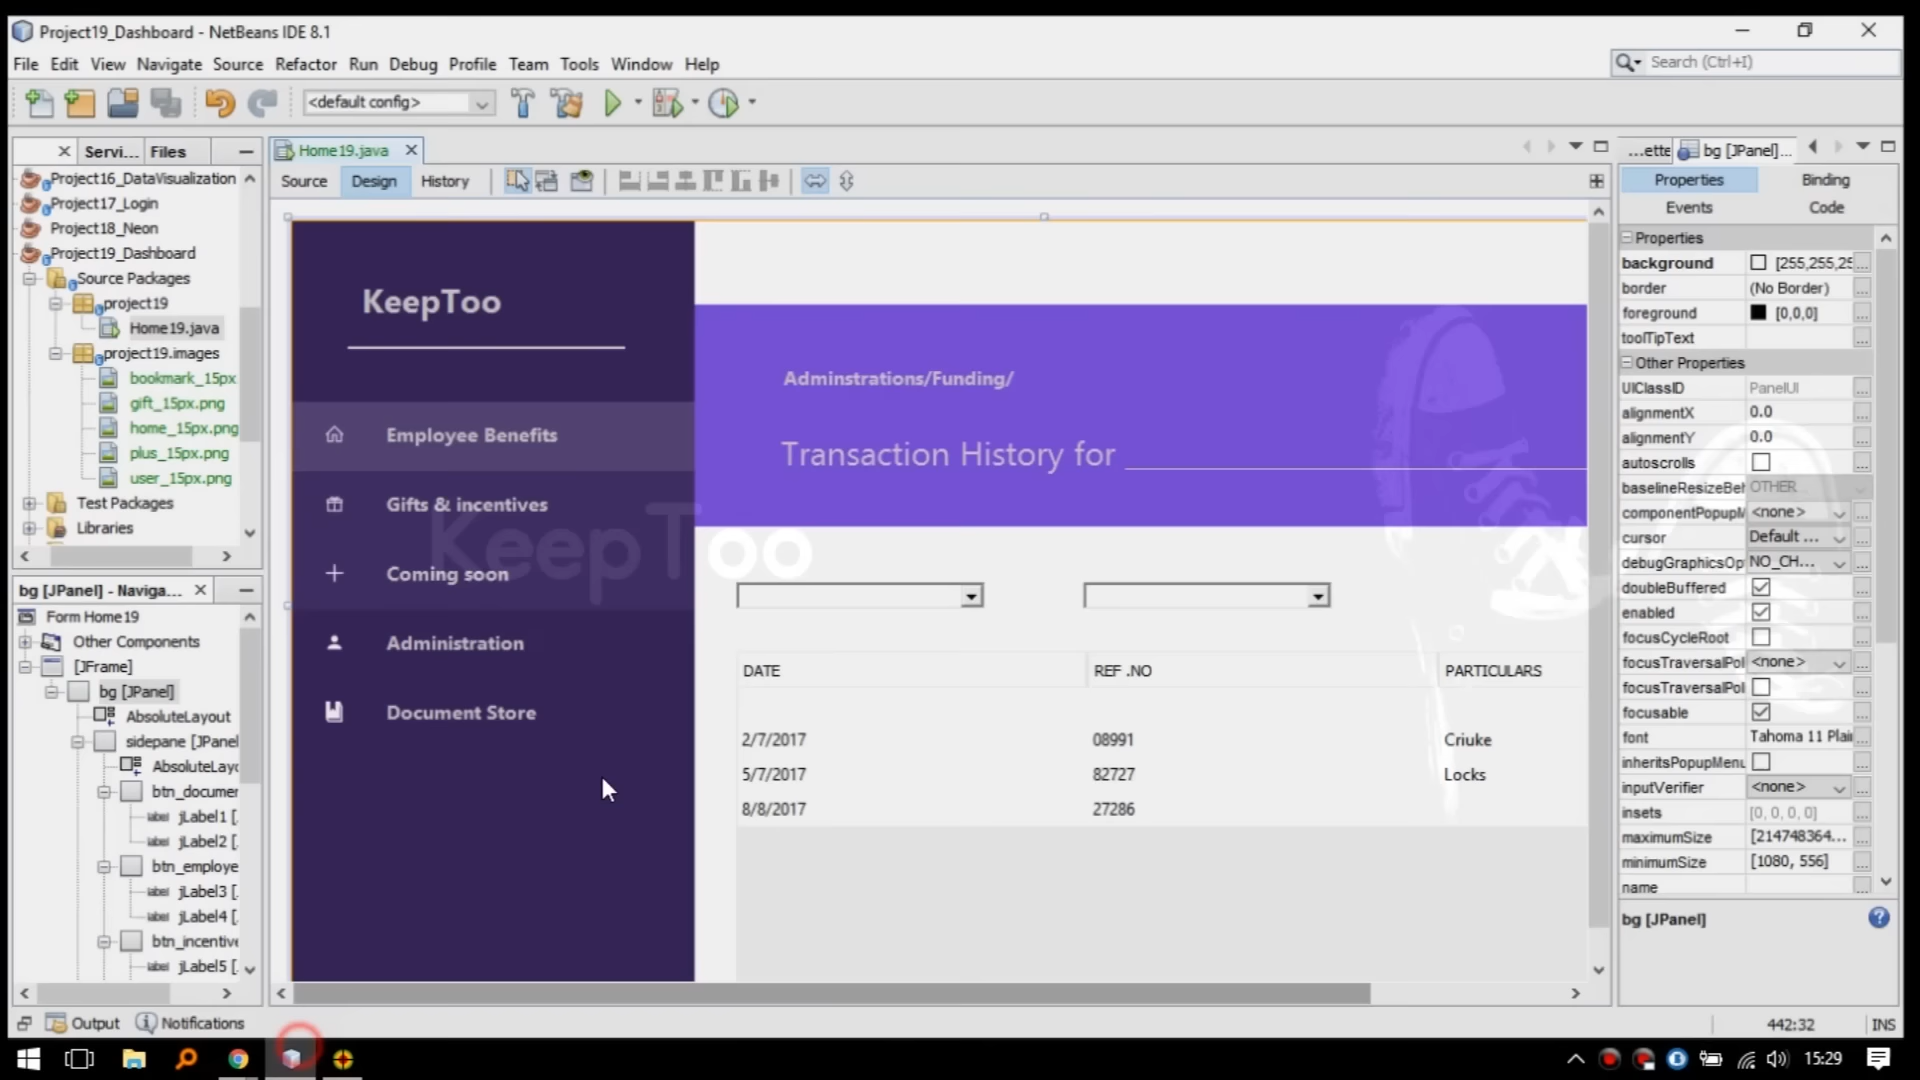 Project19_Dashboard - NetBeans IDE 8.1
File Edit View Navigate Source Refactor Run Debug Profile Team Tools Window Help
Search (Ctrl+I)
<default config>
Servi... Files
Project16_DataVisualization
Project17_Login
Project18_Neon
Project19_Dashboard
Source Packages
project19
Home19.java
project19.images
bookmark_15px
gift_15px.png
home_15px.png
plus_15px.png
user_15px.png
Test Packages
Libraries
bg [JPanel] - Naviga...
Form Home19
Other Components
[JFrame]
bg [JPanel]
AbsoluteLayout
sidepane [JPanel
AbsoluteLayo
btn_documen
label jLabel1 [.
label jLabel2 [.
btn_employe
label jLabel3 [.
label jLabel4 [.
btn_incentive
label jLabel5 [.
Home19.java
Source Design History
KeepToo
Employee Benefits
Gifts & incentives
Coming soon
Administration
Document Store
KeepToo
Adminstrations/Funding/
Transaction History for
DATE REF .NO PARTICULARS
2/7/2017 08991 Criuke
5/7/2017 82727 Locks
8/8/2017 27286
...ette bg [JPanel]...
Properties Binding
Events Code
Properties
background [255,255,25
border (No Border)
foreground [0,0,0]
toolTipText
Other Properties
UIClassID PanelUI
alignmentX 0.0
alignmentY 0.0
autoscrolls
baselineResizeBeh OTHER
componentPopupM <none>
cursor Default ...
debugGraphicsOp NO_CH...
doubleBuffered
enabled
focusCycleRoot
focusTraversalPol <none>
focusTraversalPol
focusable
font Tahoma 11 Plai
inheritsPopupMenu
inputVerifier <none>
insets [0, 0, 0, 0]
maximumSize [214748364...
minimumSize [1080, 556]
name
bg [JPanel]
Output Notifications
442:32 INS
15:29